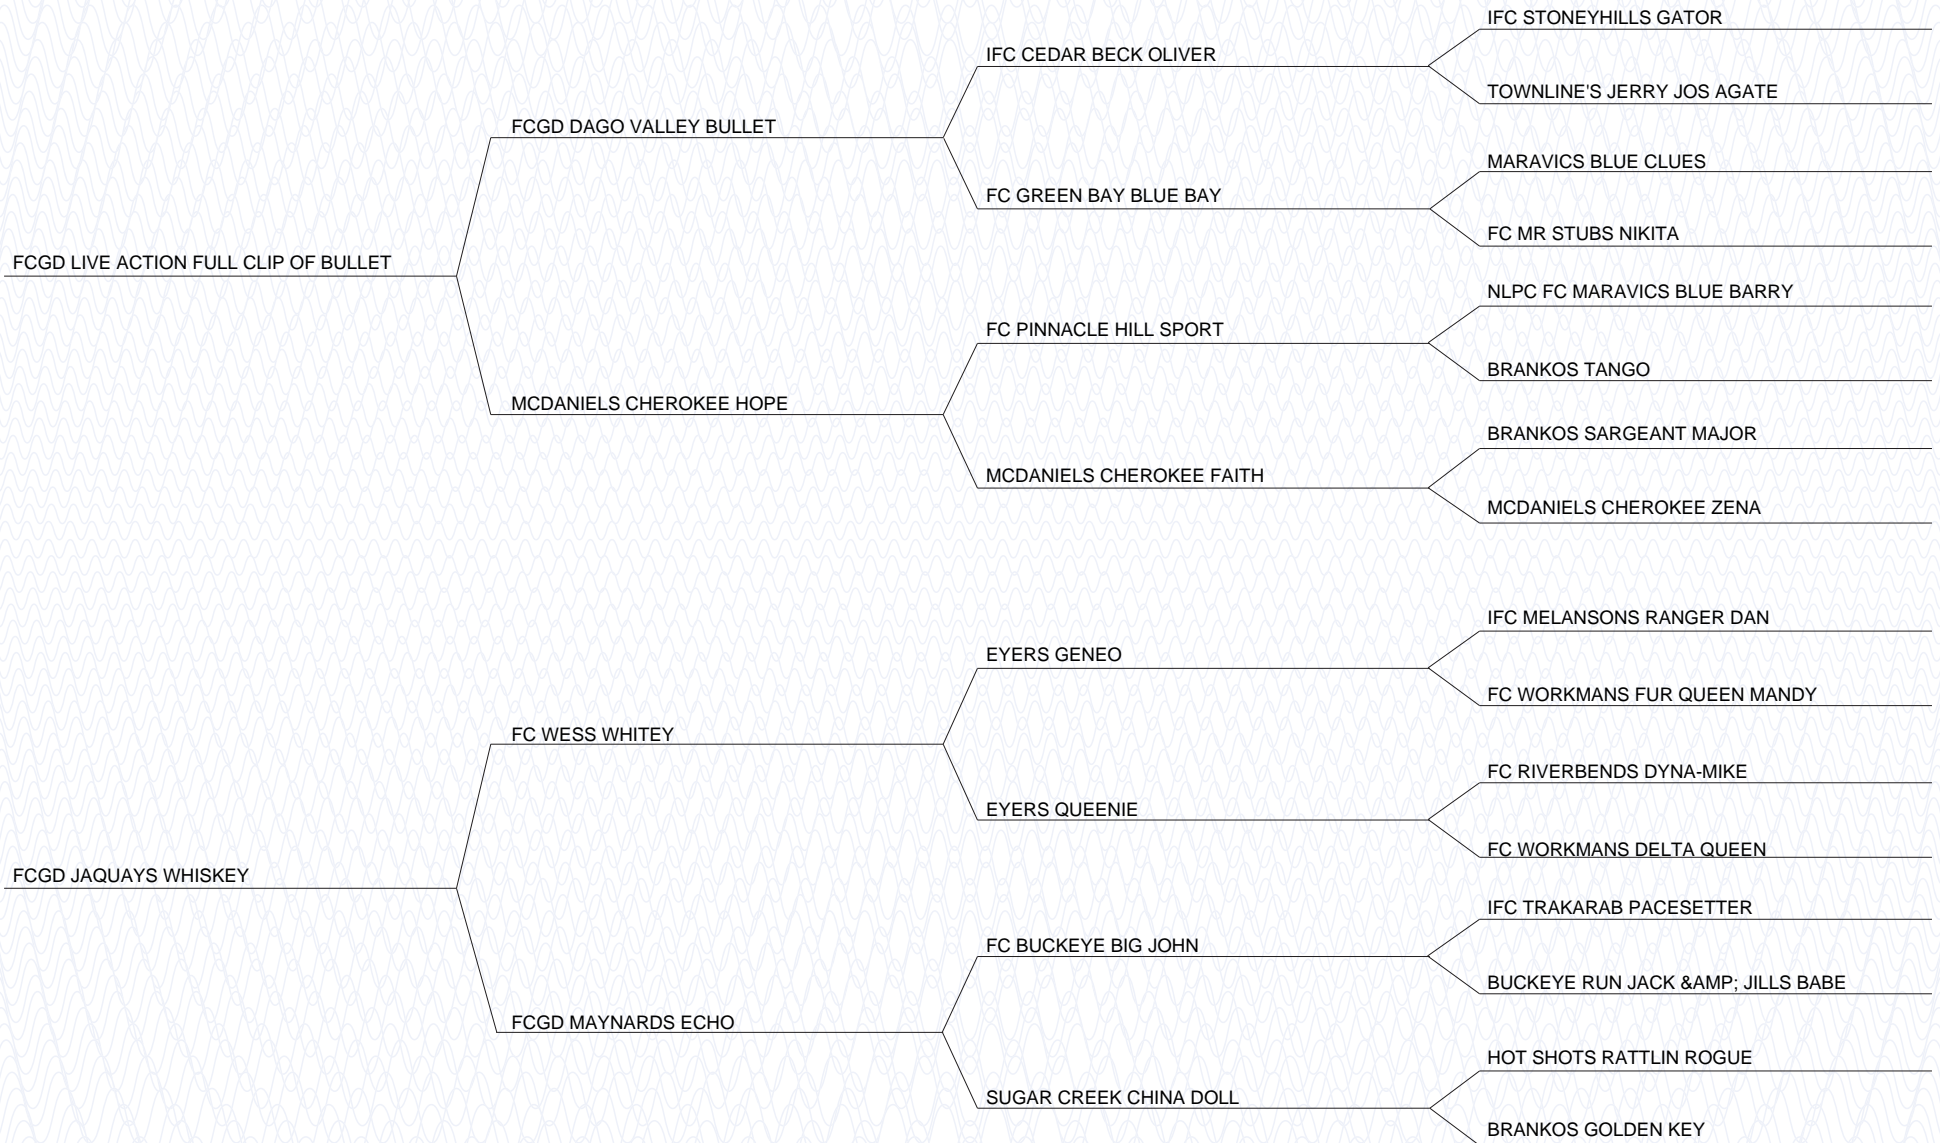 IFC STONEYHILLS GATOR
IFC CEDAR BECK OLIVER
TOWNLINE'S JERRY JOS AGATE
FCGD DAGO VALLEY BULLET
MARAVICS BLUE CLUES
FC GREEN BAY BLUE BAY
FC MR STUBS NIKITA
FCGD LIVE ACTION FULL CLIP OF BULLET
NLPC FC MARAVICS BLUE BARRY
FC PINNACLE HILL SPORT
BRANKOS TANGO
MCDANIELS CHEROKEE HOPE
BRANKOS SARGEANT MAJOR
MCDANIELS CHEROKEE FAITH
MCDANIELS CHEROKEE ZENA
IFC MELANSONS RANGER DAN
EYERS GENEO
FC WORKMANS FUR QUEEN MANDY
FC WESS WHITEY
FC RIVERBENDS DYNA-MIKE
EYERS QUEENIE
FC WORKMANS DELTA QUEEN
FCGD JAQUAYS WHISKEY
IFC TRAKARAB PACESETTER
FC BUCKEYE BIG JOHN
BUCKEYE RUN JACK &AMP; JILLS BABE
FCGD MAYNARDS ECHO
HOT SHOTS RATTLIN ROGUE
SUGAR CREEK CHINA DOLL
BRANKOS GOLDEN KEY